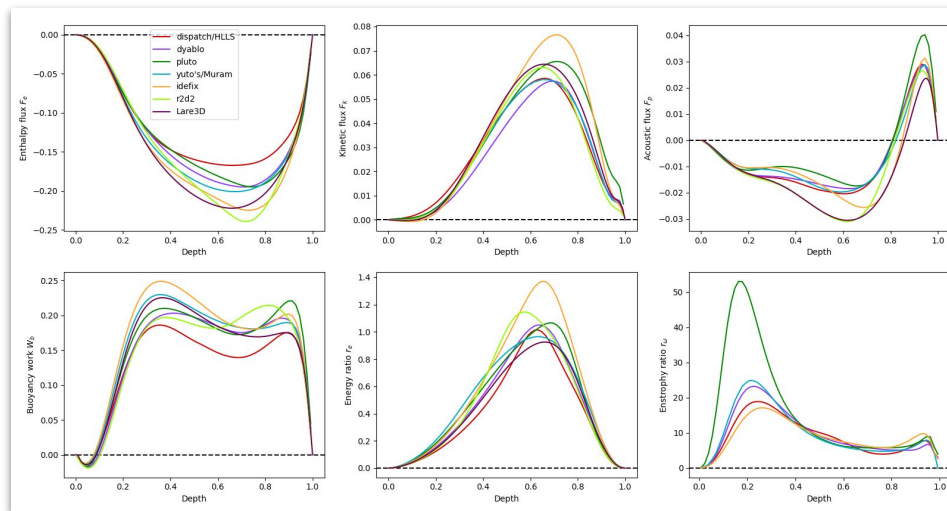 0.00
−0.05
−0.10
−0.15
−0.20
−0.25
Enthalpy flux Fe
0.0 0.2 0.4 0.6 0.8 1.0
Depth
dispatch/HLLS
dyablo
pluto
yuto's/Muram
idefix
r2d2
Lare3D
0.08
0.07
0.06
0.05
0.04
0.03
0.02
0.01
0.00
Kinetic flux Fk
0.0 0.2 0.4 0.6 0.8 1.0
Depth
0.04
0.03
0.02
0.01
0.00
−0.01
−0.02
−0.03
Acoustic flux Fp
0.0 0.2 0.4 0.6 0.8 1.0
Depth
0.25
0.20
0.15
0.10
0.05
0.00
Buoyancy work Wb
0.0 0.2 0.4 0.6 0.8 1.0
Depth
1.4
1.2
1.0
0.8
0.6
0.4
0.2
0.0
Energy ratio re
0.0 0.2 0.4 0.6 0.8 1.0
Depth
50
40
30
20
10
0
Enstrophy ratio rω
0.0 0.2 0.4 0.6 0.8 1.0
Depth